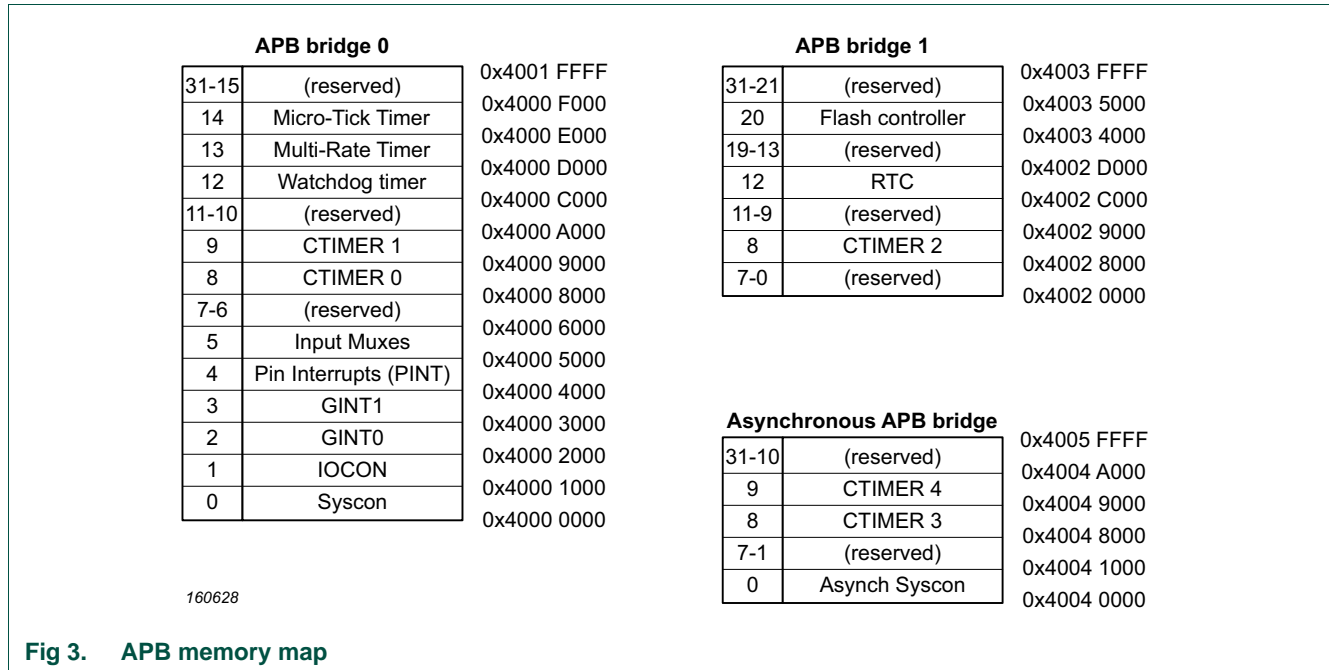 APB bridge 0
0x4001 FFFF
31-15 (reserved)
0x4000 F000
14 Micro-Tick Timer
0x4000 E000
13 Multi-Rate Timer
0x4000 D000
12 Watchdog timer
0x4000 C000
11-10 (reserved)
0x4000 A000
9 CTIMER 1
0x4000 9000
8 CTIMER 0
0x4000 8000
7-6 (reserved)
0x4000 6000
5 Input Muxes
0x4000 5000
4 Pin Interrupts (PINT)
0x4000 4000
3 GINT1
0x4000 3000
2 GINT0
0x4000 2000
1 IOCON
0x4000 1000
0 Syscon
0x4000 0000
APB bridge 1
0x4003 FFFF
31-21 (reserved)
0x4003 5000
20 Flash controller
0x4003 4000
19-13 (reserved)
0x4002 D000
12 RTC
0x4002 C000
11-9 (reserved)
0x4002 9000
8 CTIMER 2
0x4002 8000
7-0 (reserved)
0x4002 0000
Asynchronous APB bridge
0x4005 FFFF
31-10 (reserved)
0x4004 A000
9 CTIMER 4
0x4004 9000
8 CTIMER 3
0x4004 8000
7-1 (reserved)
0x4004 1000
0 Asynch Syscon
0x4004 0000
160628
Fig 3. APB memory map